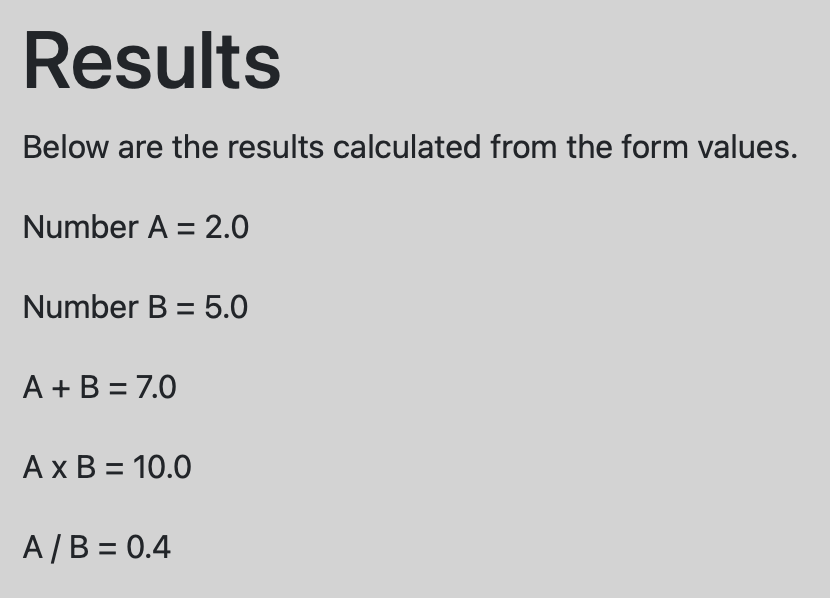 Results
Below are the results calculated from the form values.
Number A = 2.0
Number B = 5.0
A + B = 7.0
A x B = 10.0
A / B = 0.4